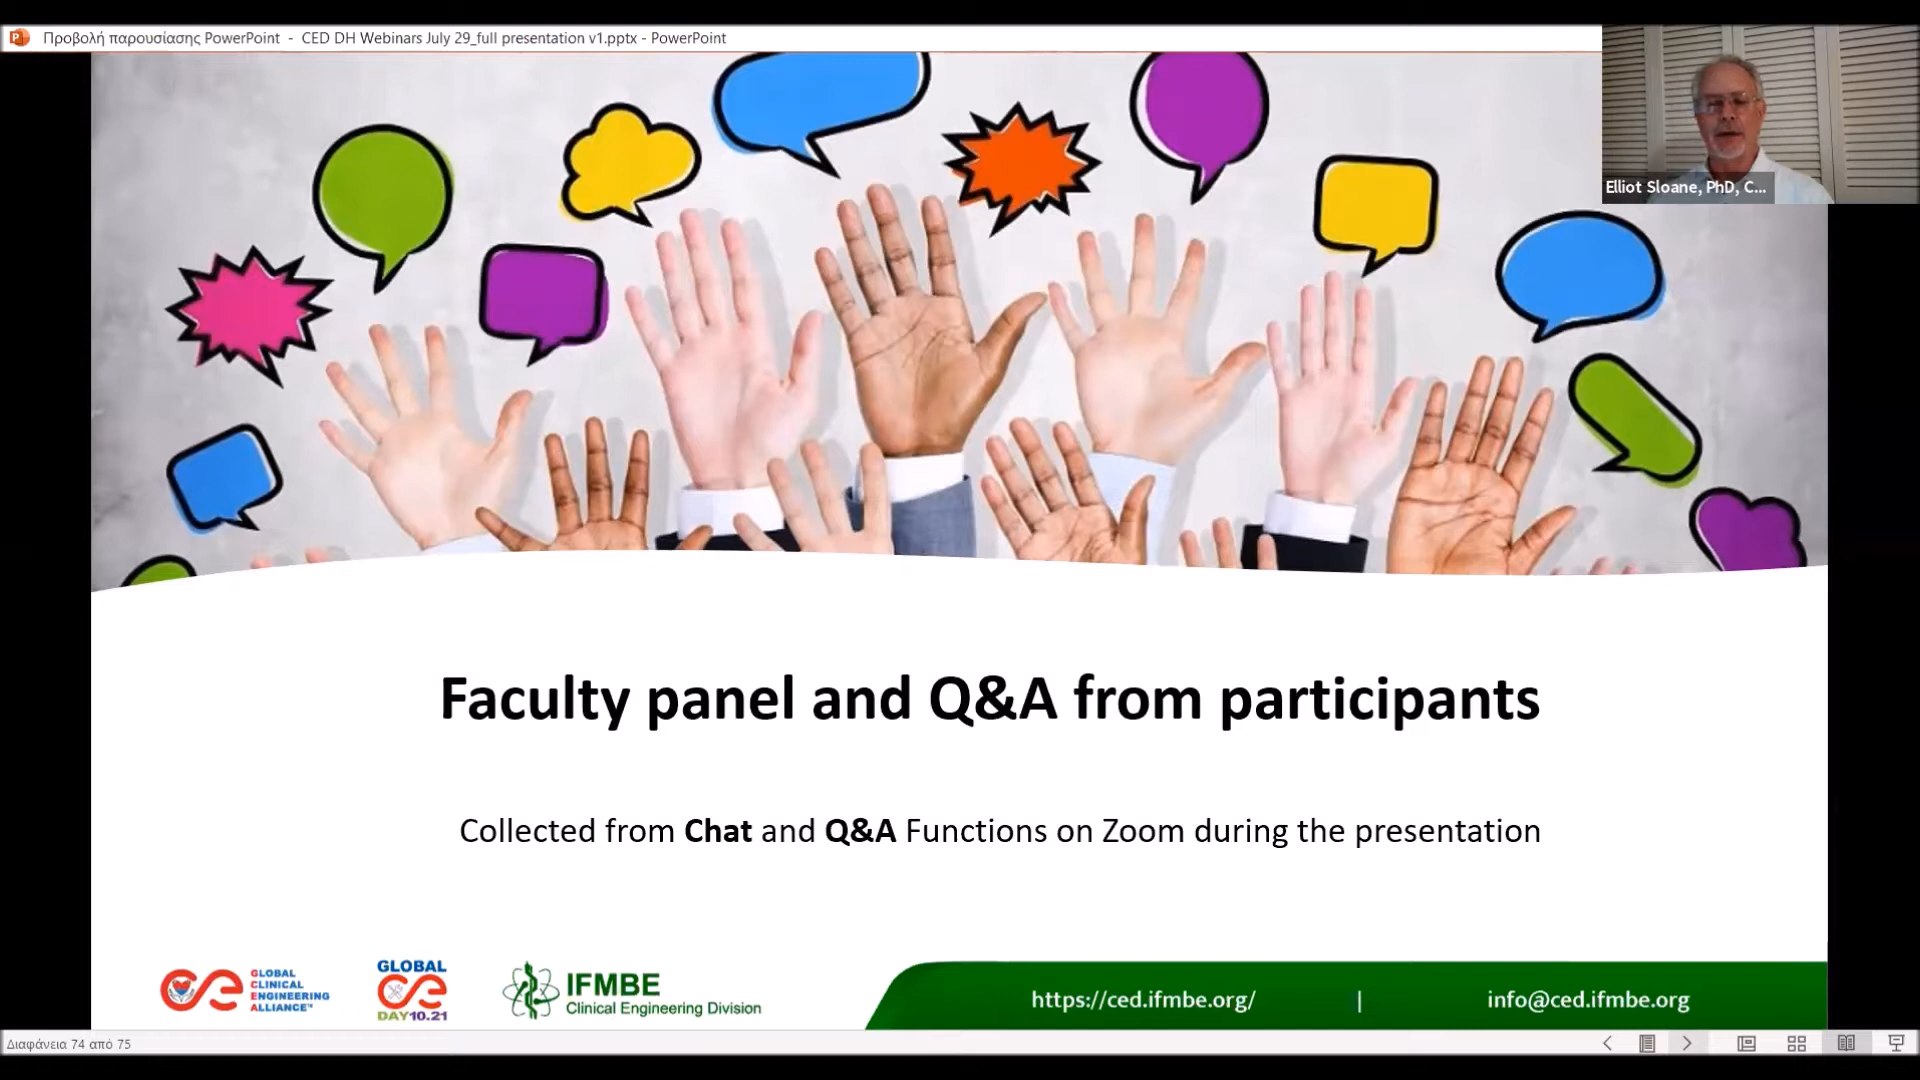 Προβολή παρουσίασης PowerPoint - CED DH Webinars July 29_full presentation v1.pptx - PowerPoint
Elliot Sloane, PhD, C...
Faculty panel and Q&A from participants
Collected from Chat and Q&A Functions on Zoom during the presentation
GLOBAL
CLINICAL
ENGINEERING
ALLIANCE™
GLOBAL
CE
DAY10.21
IFMBE
Clinical Engineering Division
https://ced.ifmbe.org/ | info@ced.ifmbe.org
Διαφάνεια 74 από 75